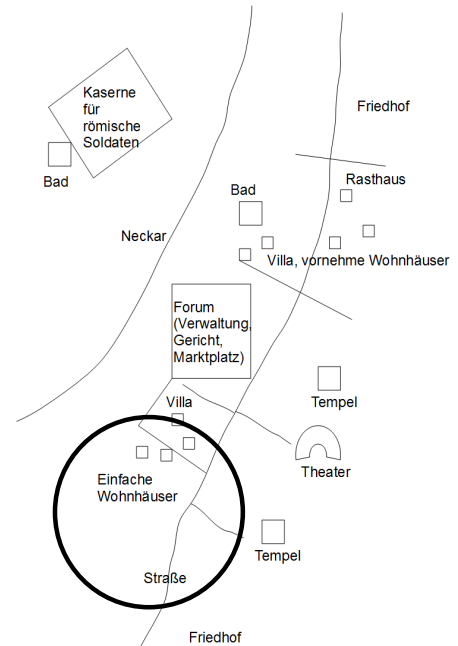 Kaserne
für
römische
Soldaten
Friedhof
Bad
Rasthaus
Bad
Neckar
Villa, vornehme Wohnhäuser
Forum
(Verwaltung,
Gericht,
Marktplatz)
Villa
Tempel
Theater
Einfache
Wohnhäuser
Tempel
Straße
Friedhof